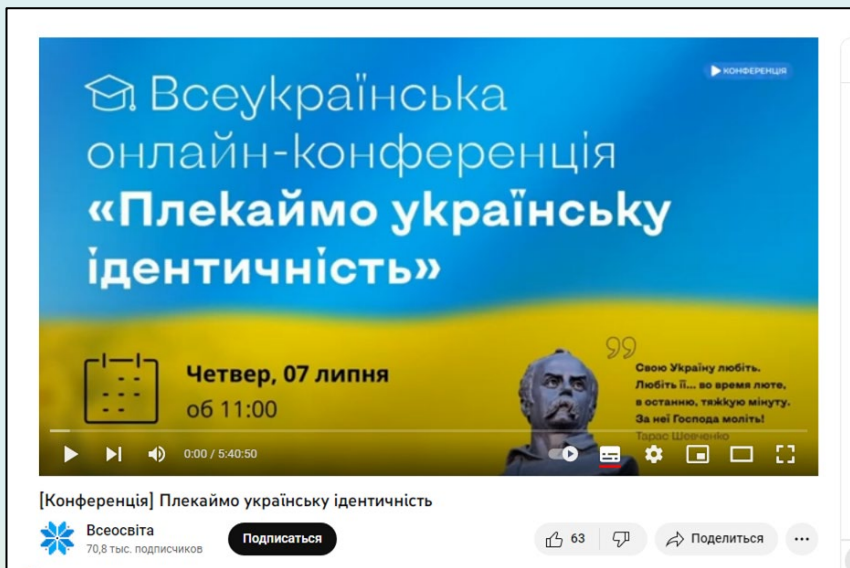 КОНФЕРЕНЦІЯ
Всеукраїнська
онлайн-конференція
«Плекаймо українську
ідентичність»
Четвер, 07 липня
об 11:00
Свою Україну любіть.
Любіть її... во время люте,
в останню, тяжкую мінуту.
За неї Господа моліть!
Тарас Шевченко
0:00 / 5:40:50
[Конференція] Плекаймо українську ідентичність
Всеосвіта
70,8 тыс. подписчиков
Подписаться
63
Поделиться